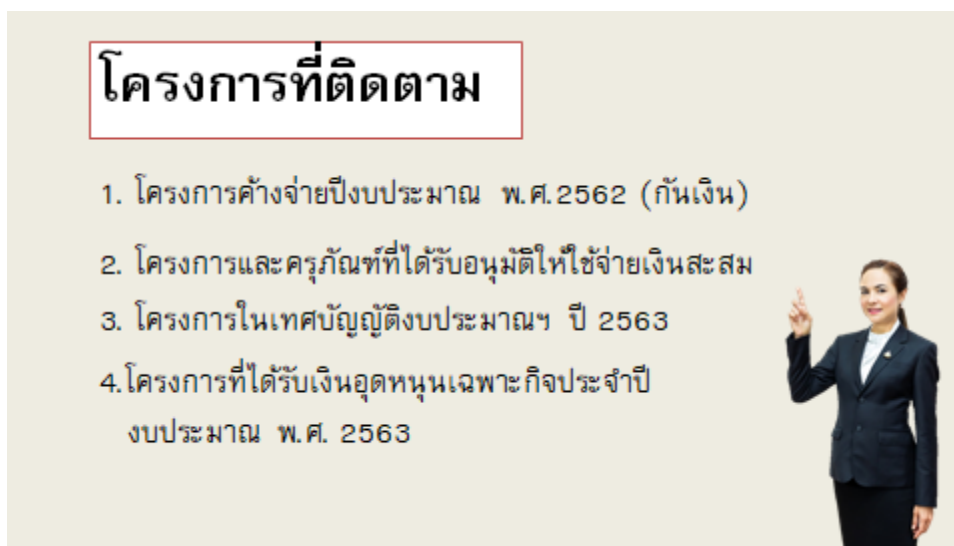 โครงการที่ติดตาม
1. โครงการค้างจ่ายปีงบประมาณ พ.ศ.2562 (กันเงิน)
2. โครงการและครุภัณฑ์ที่ได้รับอนุมัติให้ใช้จ่ายเงินสะสม
3. โครงการในเทศบัญญัติงบประมาณฯ ปี 2563
4.โครงการที่ได้รับเงินอุดหนุนเฉพาะกิจประจำปี
งบประมาณ พ.ศ. 2563